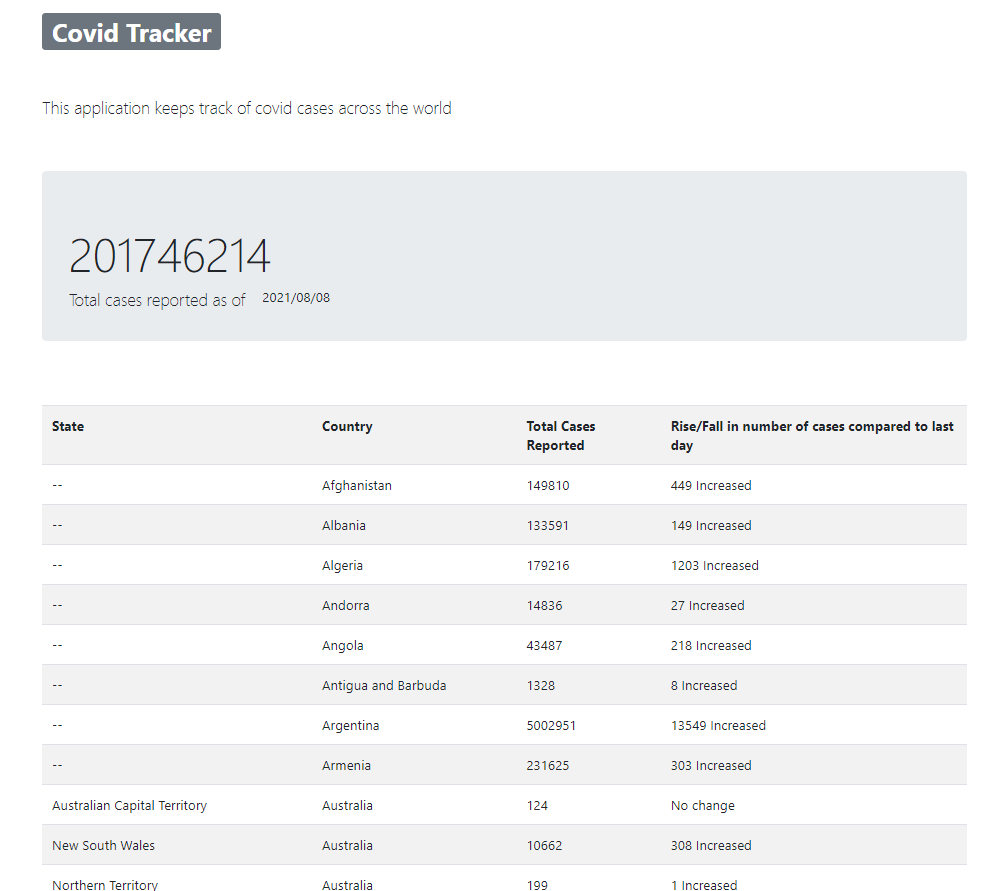 Covid Tracker
This application keeps track of covid cases across the world
201746214
Total cases reported as of 2021/08/08
State Country Total Cases Reported Rise/Fall in number of cases compared to last day
-- Afghanistan 149810 449 Increased
-- Albania 133591 149 Increased
-- Algeria 179216 1203 Increased
-- Andorra 14836 27 Increased
-- Angola 43487 218 Increased
-- Antigua and Barbuda 1328 8 Increased
-- Argentina 5002951 13549 Increased
-- Armenia 231625 303 Increased
Australian Capital Territory Australia 124 No change
New South Wales Australia 10662 308 Increased
Northern Territory Australia 199 1 Increased